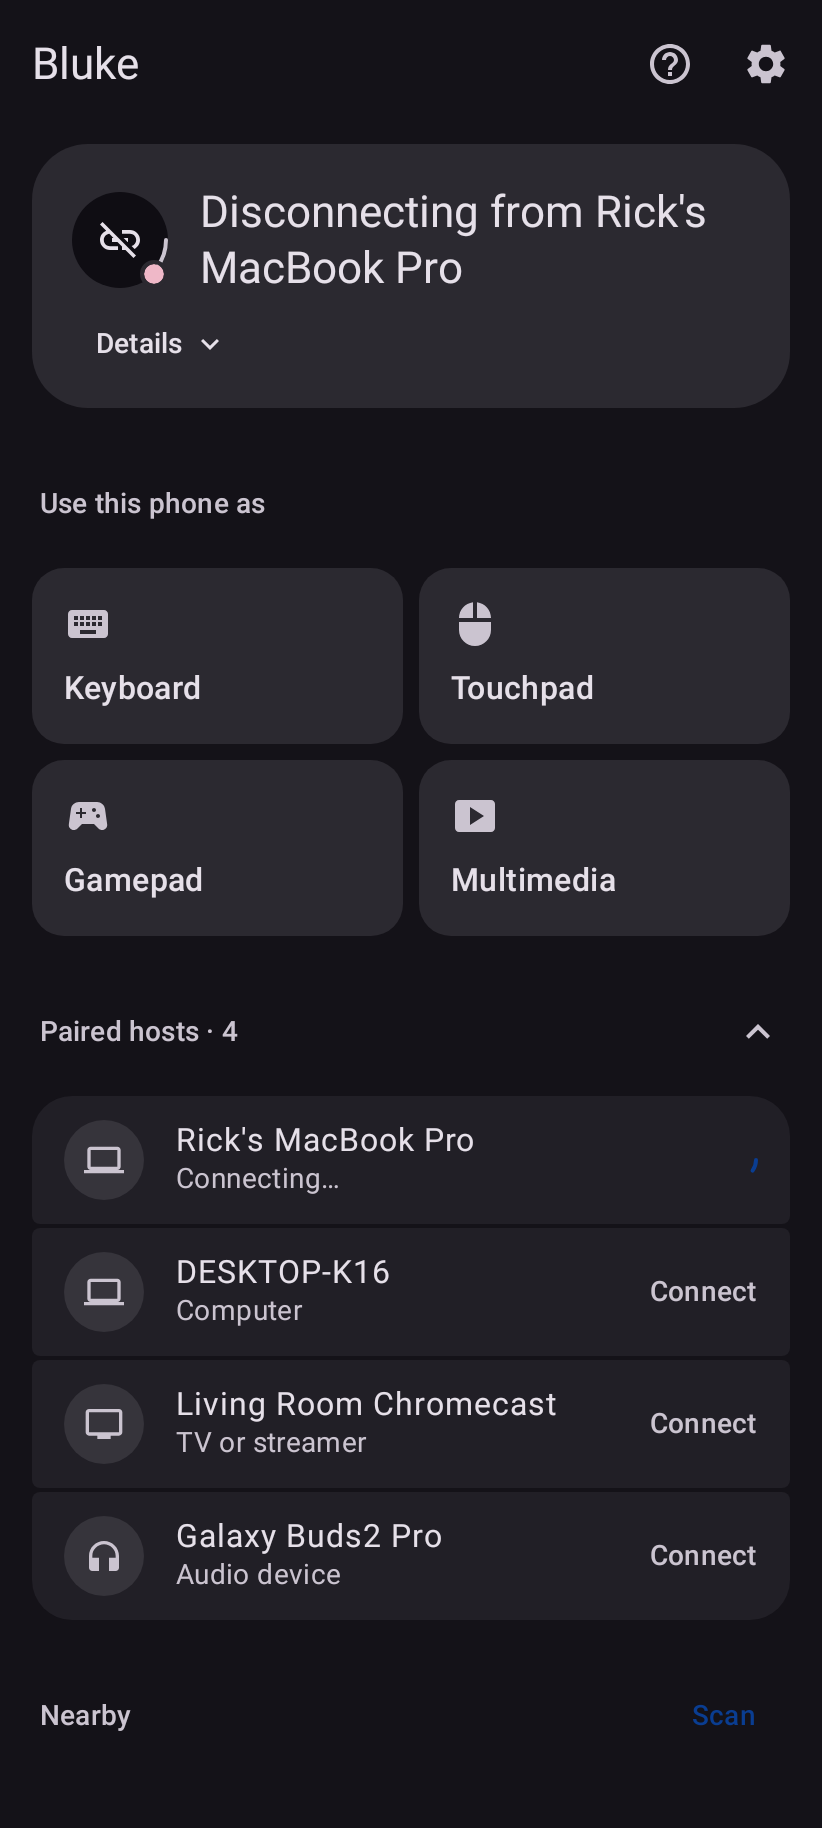 Bluke
Disconnecting from Rick's
MacBook Pro
Details
Use this phone as
Keyboard
Touchpad
Gamepad
Multimedia
Paired hosts · 4
Rick's MacBook Pro
Connecting…
DESKTOP-K16
Computer
Connect
Living Room Chromecast
TV or streamer
Connect
Galaxy Buds2 Pro
Audio device
Connect
Nearby
Scan